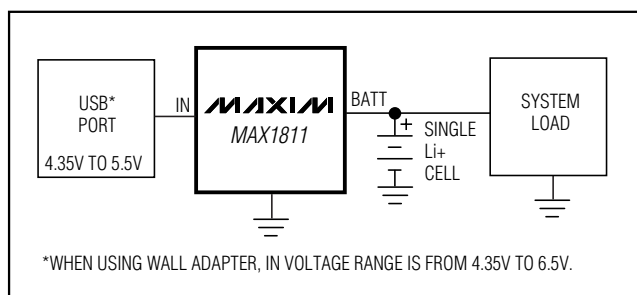 USB*
PORT
4.35V TO 5.5V
IN
MAXIM
MAX1811
BATT
+
SINGLE
Li+
CELL
SYSTEM
LOAD
*WHEN USING WALL ADAPTER, IN VOLTAGE RANGE IS FROM 4.35V TO 6.5V.